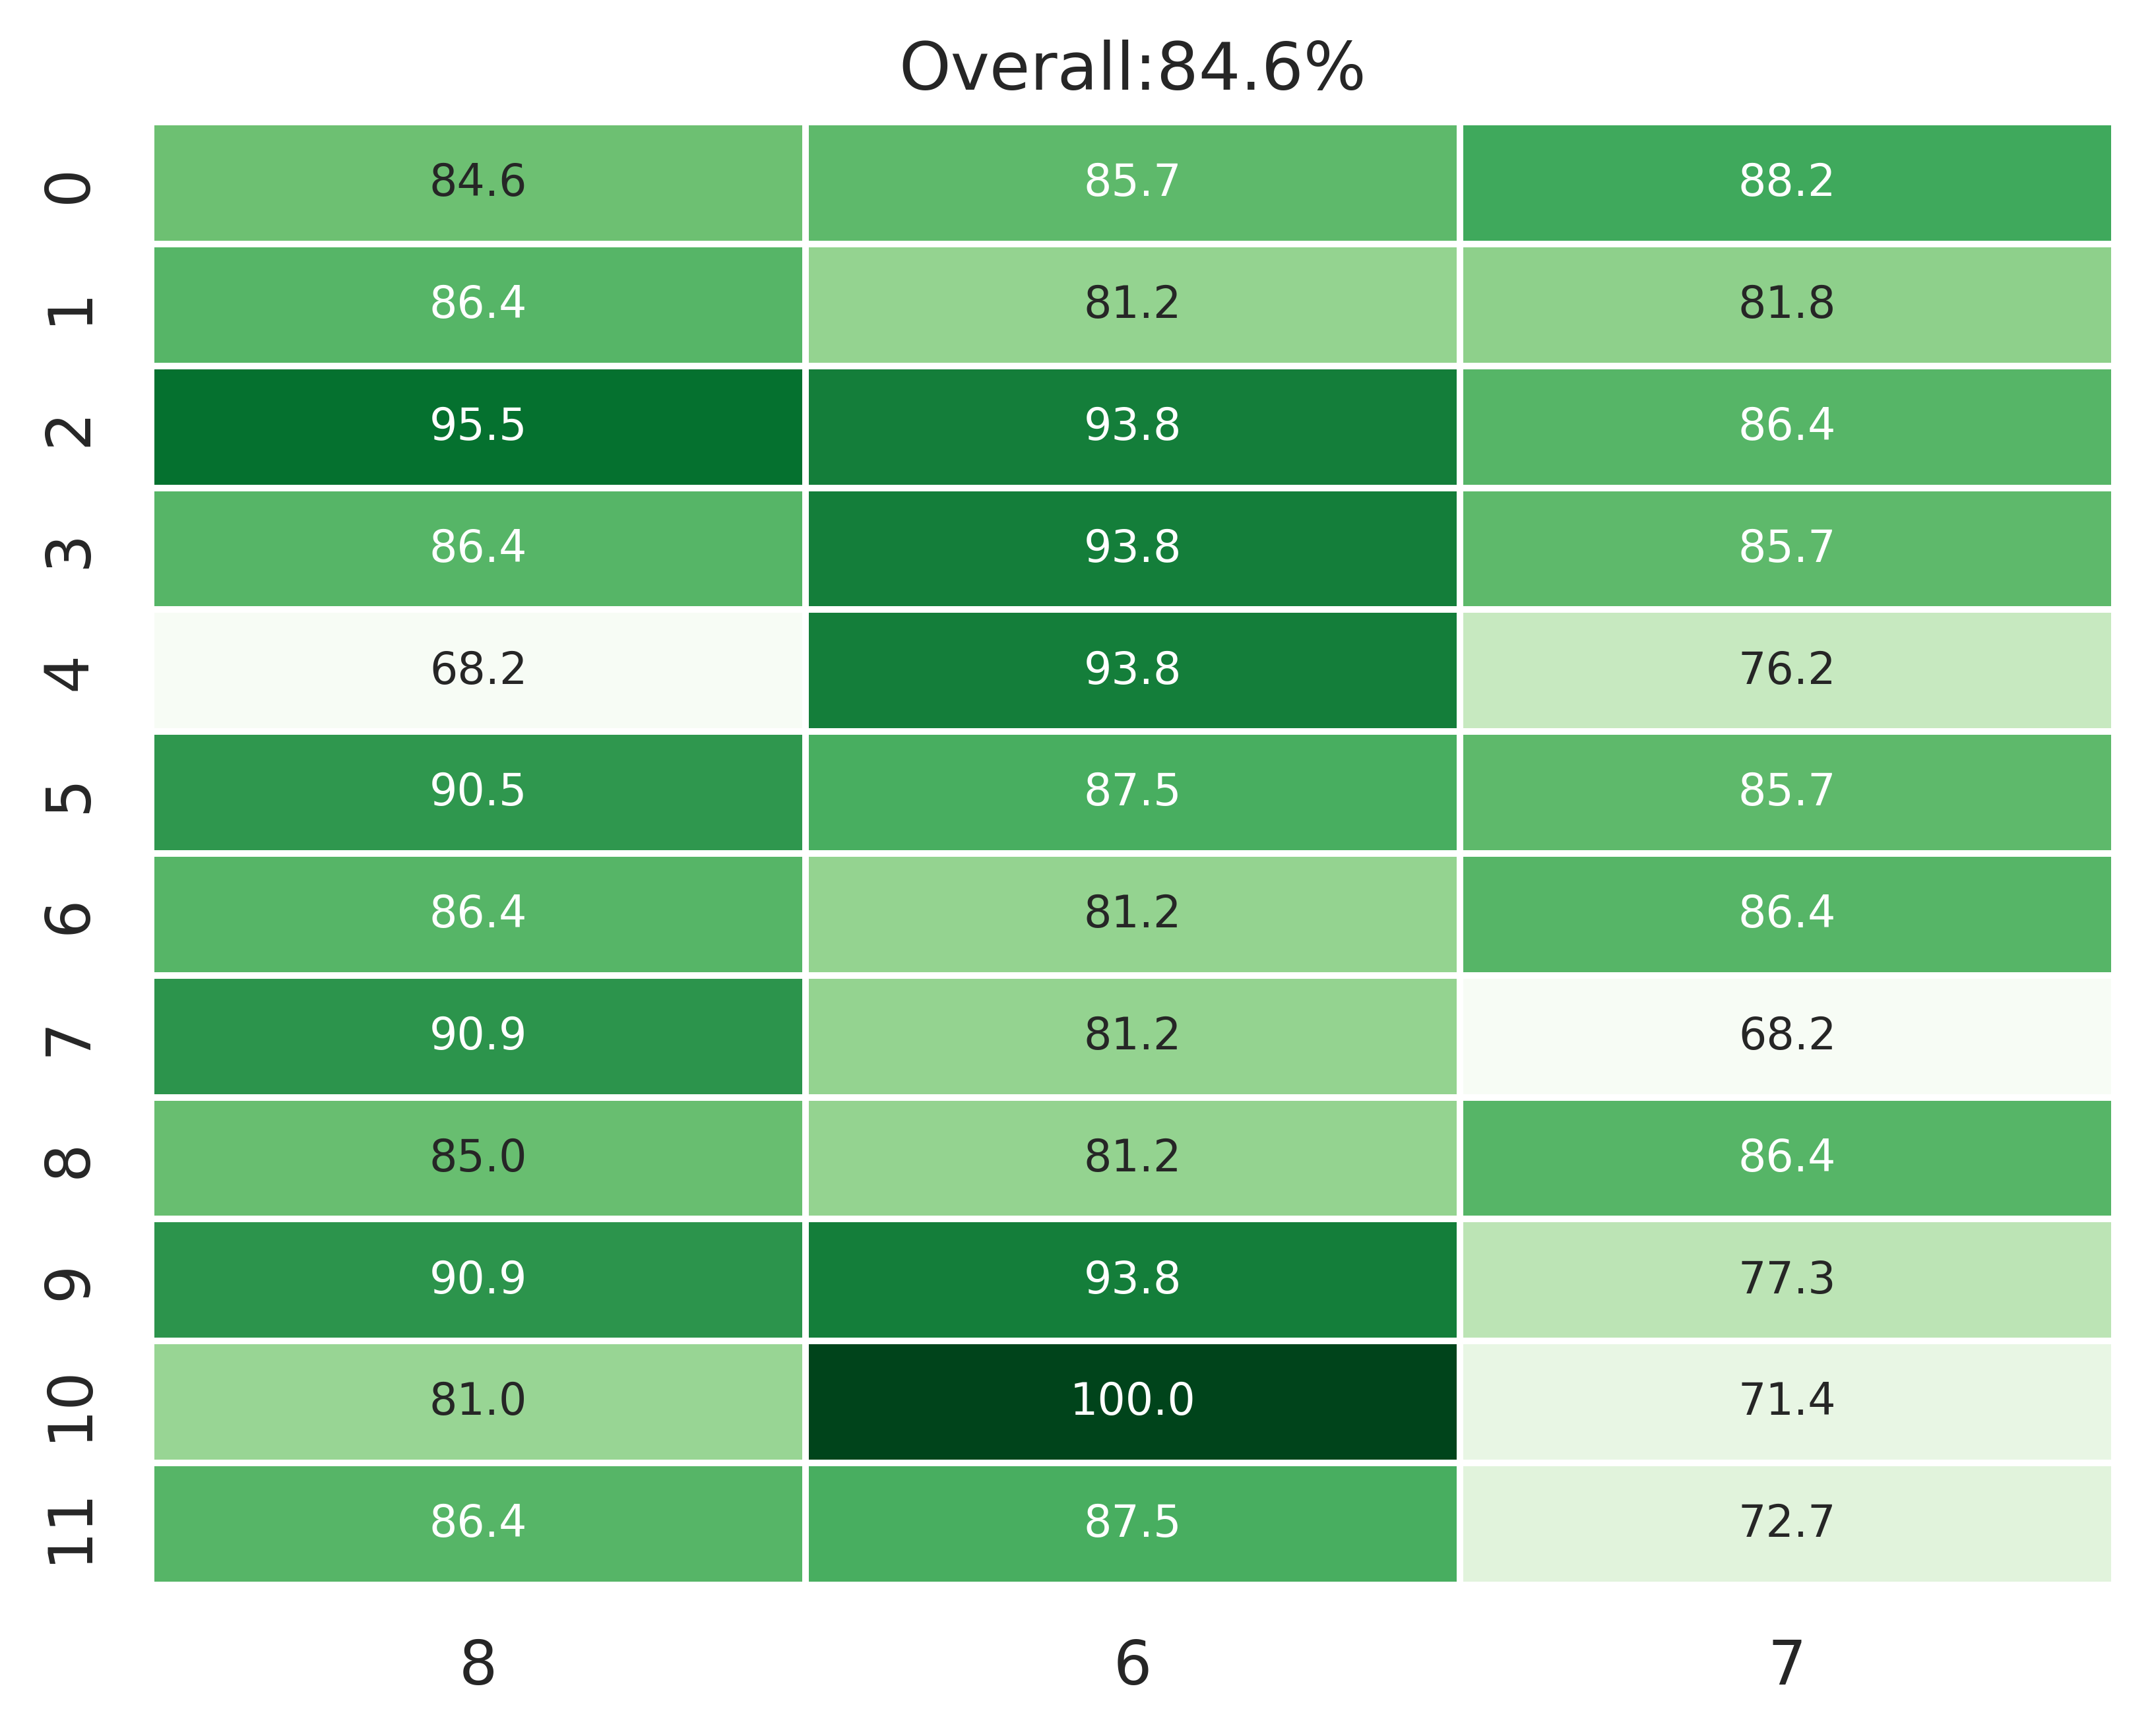 Overall:84.6%
0 84.6 85.7 88.2
1 86.4 81.2 81.8
2 95.5 93.8 86.4
3 86.4 93.8 85.7
4 68.2 93.8 76.2
5 90.5 87.5 85.7
6 86.4 81.2 86.4
7 90.9 81.2 68.2
8 85.0 81.2 86.4
9 90.9 93.8 77.3
10 81.0 100.0 71.4
11 86.4 87.5 72.7
8 6 7